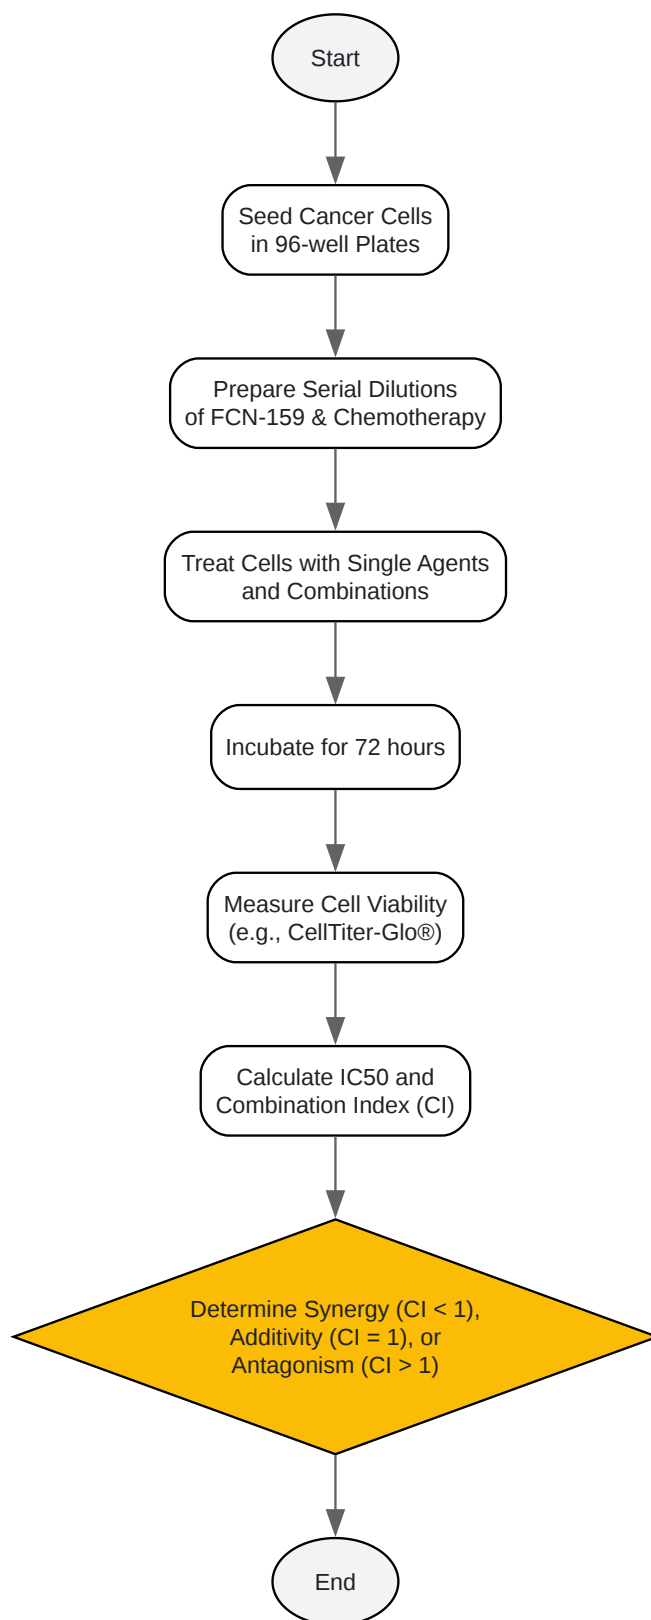 Start
Seed Cancer Cells
in 96-well Plates
Prepare Serial Dilutions
of FCN-159 & Chemotherapy
Treat Cells with Single Agents
and Combinations
Incubate for 72 hours
Measure Cell Viability
(e.g., CellTiter-Glo®)
Calculate IC50 and
Combination Index (CI)
Determine Synergy (CI < 1),
Additivity (CI = 1), or
Antagonism (CI > 1)
End